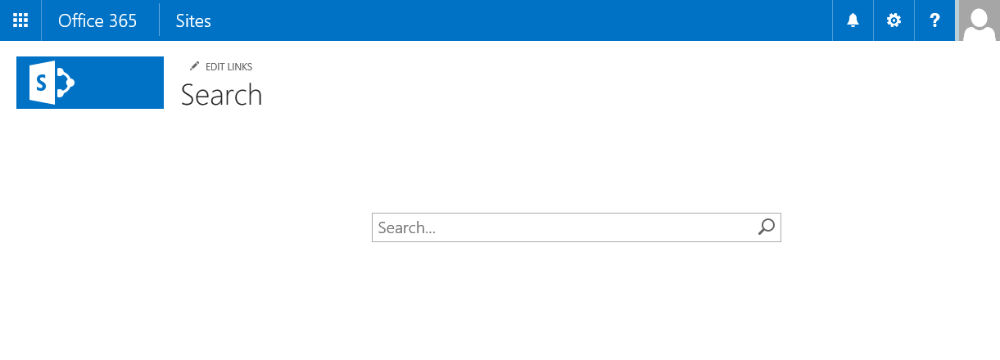 Office 365 Sites ?
S
EDIT LINKS
Search
Search...